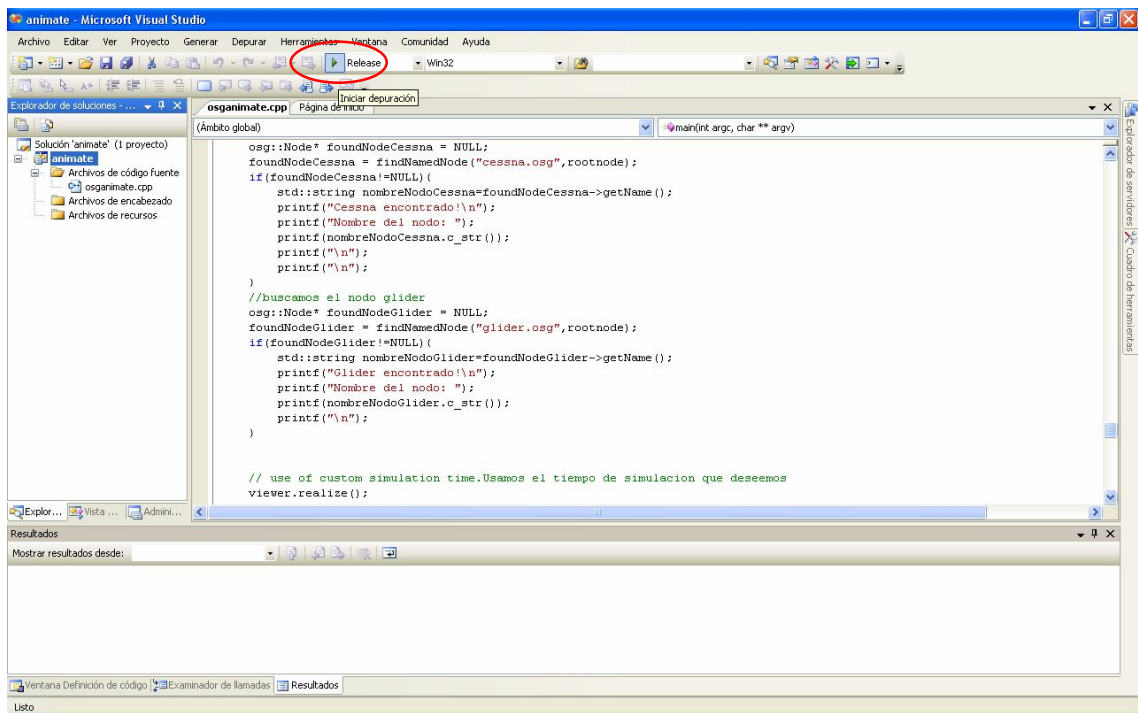 animate - Microsoft Visual Studio
Archivo Editar Ver Proyecto Generar Depurar Herramientas Ventana Comunidad Ayuda
Release Win32
Iniciar depuración
Explorador de soluciones - ...
osganimate.cpp Página de inicio
(Ámbito global) main(int argc, char ** argv)
Solución 'animate' (1 proyecto)
animate
Archivos de código fuente
osganimate.cpp
Archivos de encabezado
Archivos de recursos
osg::Node* foundNodeCessna = NULL;
foundNodeCessna = findNamedNode("cessna.osg",rootnode);
if(foundNodeCessna!=NULL){
std::string nombreNodoCessna=foundNodeCessna->getName();
printf("Cessna encontrado!\n");
printf("Nombre del nodo: ");
printf(nombreNodoCessna.c_str());
printf("\n");
printf("\n");
}
//buscamos el nodo glider
osg::Node* foundNodeGlider = NULL;
foundNodeGlider = findNamedNode("glider.osg",rootnode);
if(foundNodeGlider!=NULL){
std::string nombreNodoGlider=foundNodeGlider->getName();
printf("Glider encontrado!\n");
printf("Nombre del nodo: ");
printf(nombreNodoGlider.c_str());
printf("\n");
}
// use of custom simulation time.Usamos el tiempo de simulacion que deseemos
viewer.realize();
Explorador de servidores
Cuadro de herramientas
Explor... Vista ... Admini...
Resultados
Mostrar resultados desde:
Ventana Definición de código Examinador de llamadas Resultados
Listo